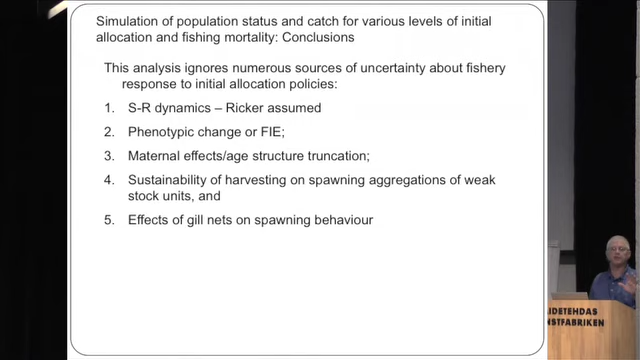 Simulation of population status and catch for various levels of initial
allocation and fishing mortality: Conclusions
This analysis ignores numerous sources of uncertainty about fishery
response to initial allocation policies:
1. S-R dynamics – Ricker assumed
2. Phenotypic change or FIE;
3. Maternal effects/age structure truncation;
4. Sustainability of harvesting on spawning aggregations of weak
stock units, and
5. Effects of gill nets on spawning behaviour
AIDETEHDAS
NSTFABRIKEN